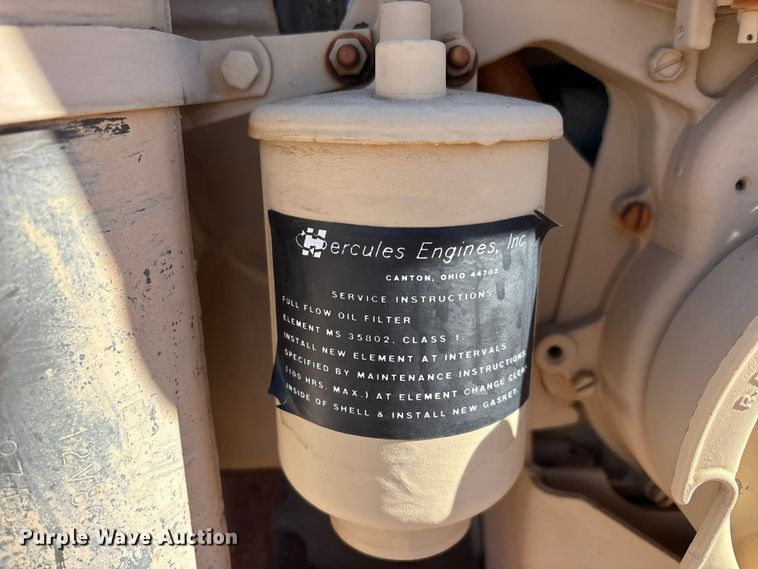 Hercules Engines, Inc.
CANTON, OHIO 44702
SERVICE INSTRUCTIONS
FULL FLOW OIL FILTER
ELEMENT MS 35802, CLASS 1
INSTALL NEW ELEMENT AT INTERVALS
SPECIFIED BY MAINTENANCE INSTRUCTIONS.
(100 HRS. MAX.) AT ELEMENT CHANGE CLEAN
INSIDE OF SHELL & INSTALL NEW GASKET.
Purple Wave Auction